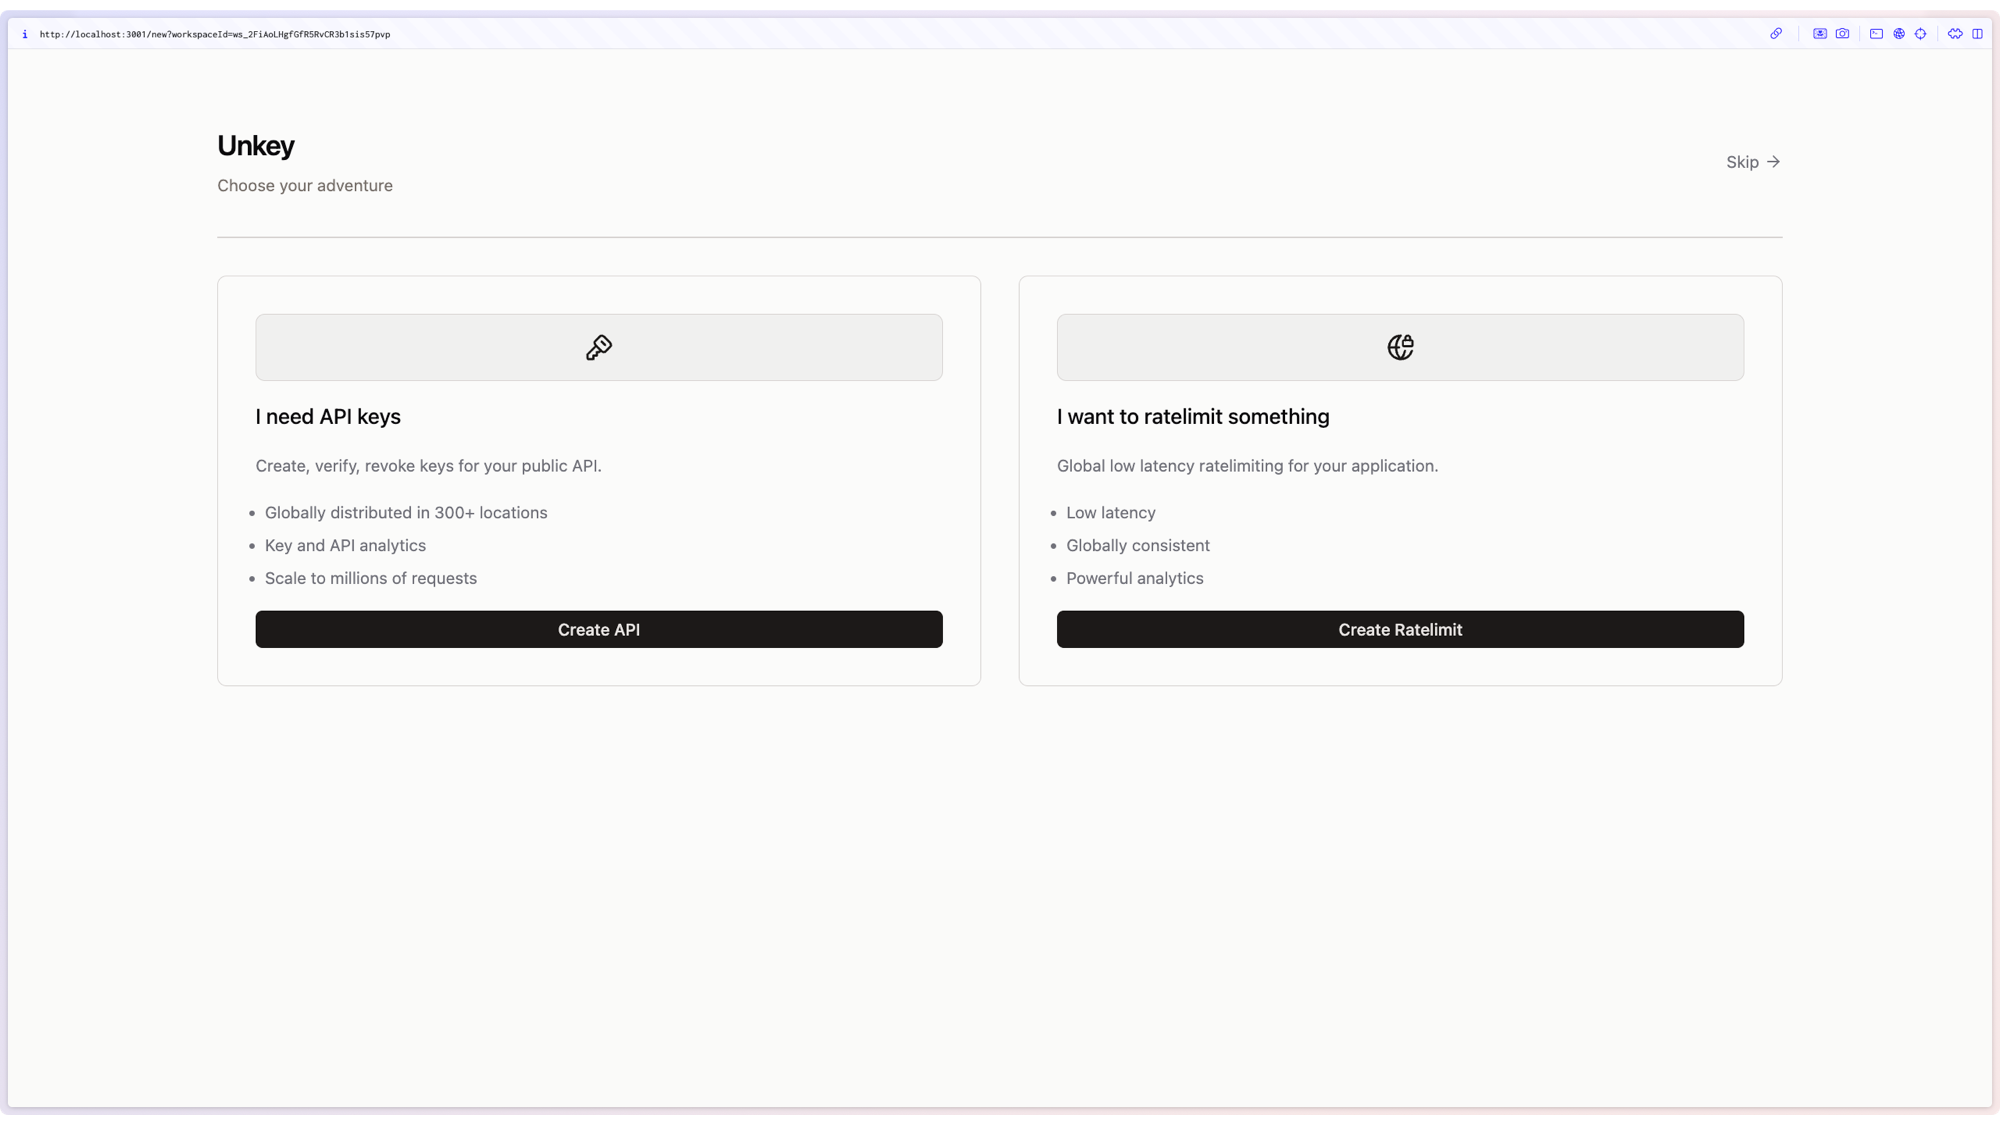 http://localhost:3001/new?workspaceId=ws_2FiAoLHgfGfR5RvCR3b1sis57pvp
Unkey
Choose your adventure
Skip →
I need API keys
Create, verify, revoke keys for your public API.
• Globally distributed in 300+ locations
• Key and API analytics
• Scale to millions of requests
Create API
I want to ratelimit something
Global low latency ratelimiting for your application.
• Low latency
• Globally consistent
• Powerful analytics
Create Ratelimit